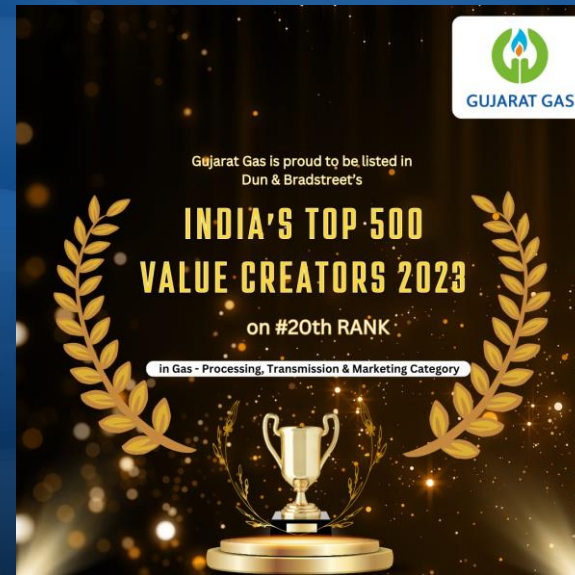 GUJARAT GAS
Gujarat Gas is proud to be listed in
Dun & Bradstreet's
INDIA'S TOP 500
VALUE CREATORS 2023
on #20th RANK
in Gas - Processing, Transmission & Marketing Category